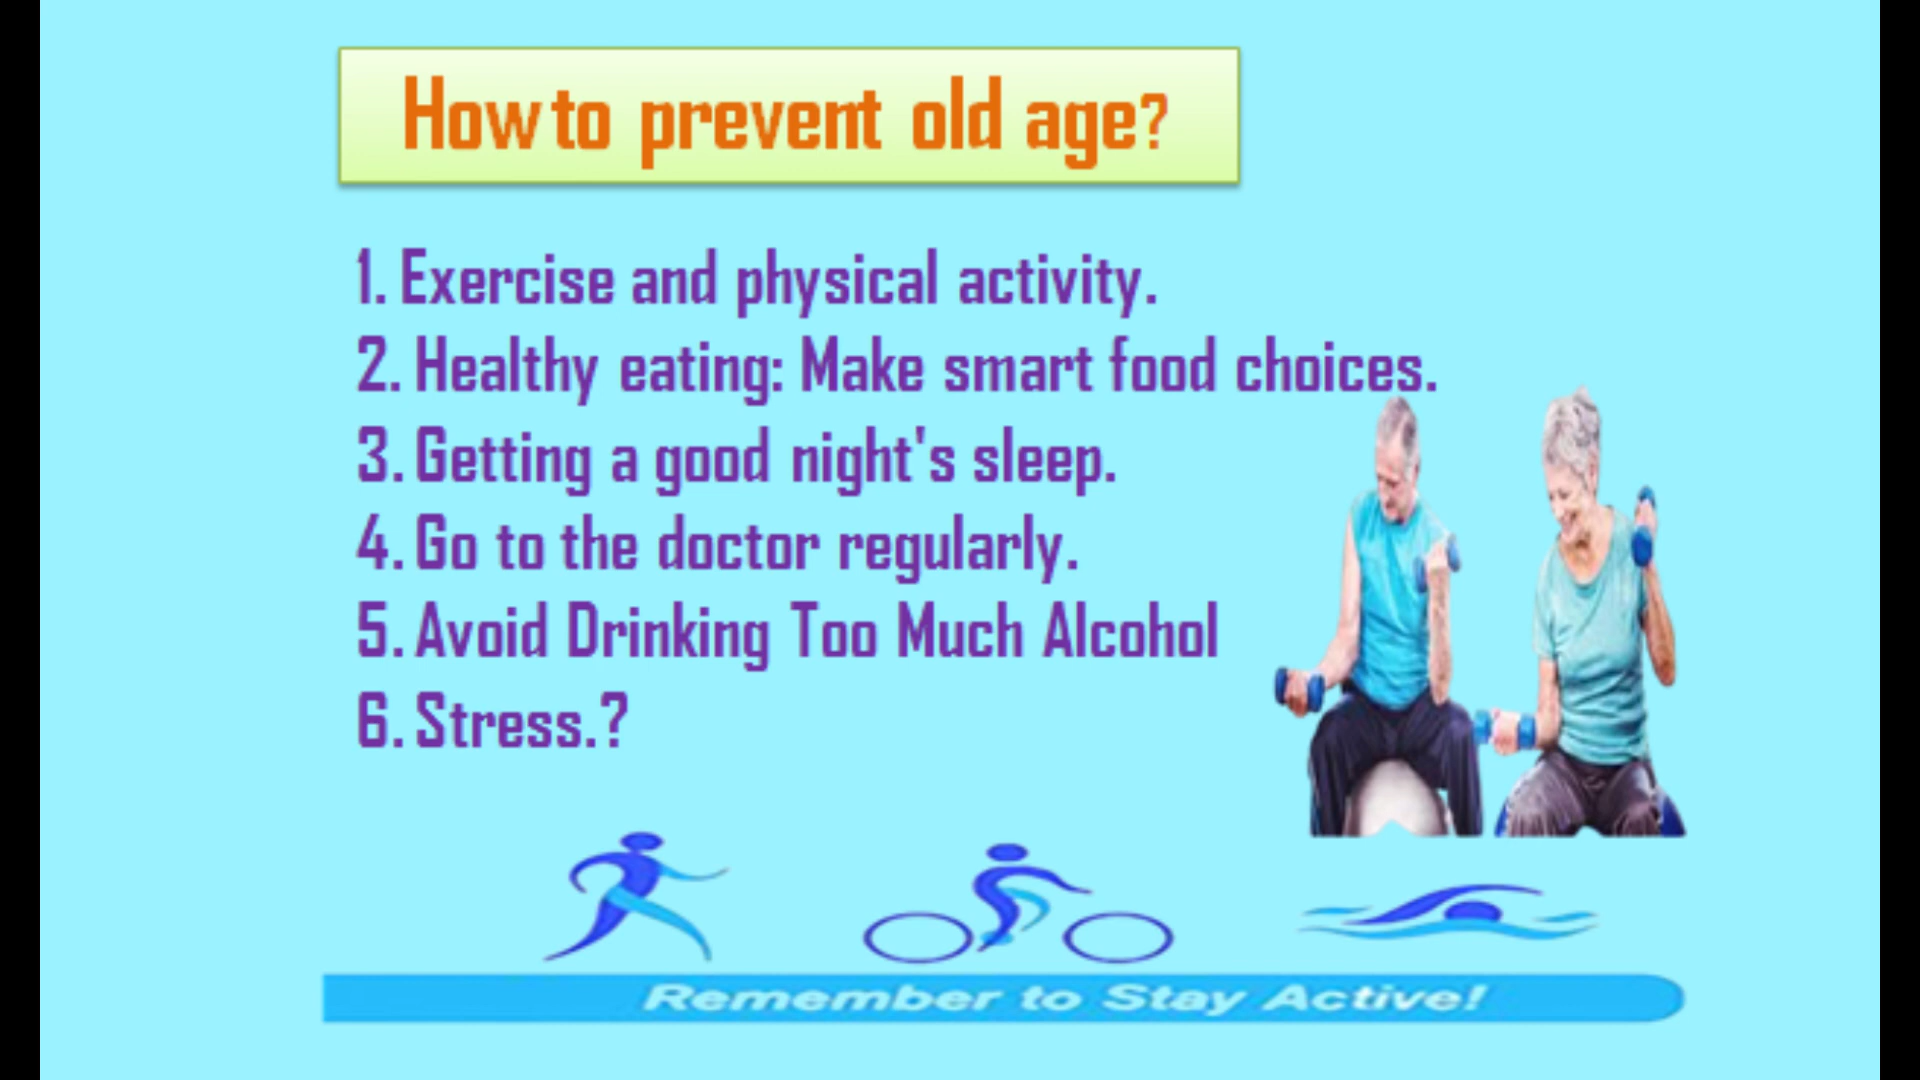 How to prevent old age?
1. Exercise and physical activity.
2. Healthy eating: Make smart food choices.
3. Getting a good night's sleep.
4. Go to the doctor regularly.
5. Avoid Drinking Too Much Alcohol
6. Stress.?
Remember to Stay Active!